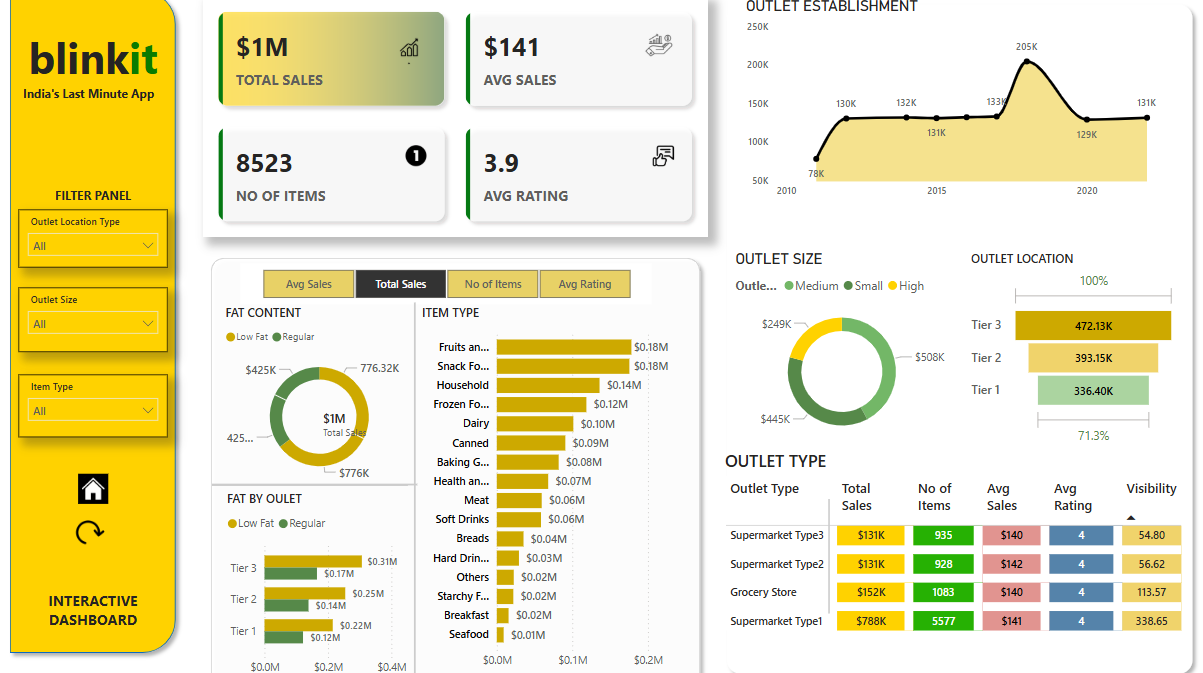 blinkit
India's Last Minute App
FILTER PANEL
Outlet Location Type
All
Outlet Size
All
Item Type
All
INTERACTIVE
DASHBOARD
$1M
TOTAL SALES
$141
AVG SALES
8523
NO OF ITEMS
1
3.9
AVG RATING
Avg Sales
Total Sales
No of Items
Avg Rating
FAT CONTENT
Low Fat
Regular
$425K
776.32K
$1M
Total Sales
425...
$776K
FAT BY OULET
Low Fat
Regular
Tier 3
$0.31M
$0.17M
Tier 2
$0.25M
$0.14M
Tier 1
$0.22M
$0.12M
$0.0M
$0.2M
$0.4M
ITEM TYPE
Fruits an...
$0.18M
Snack Fo...
$0.18M
Household
$0.14M
Frozen Fo...
$0.12M
Dairy
$0.10M
Canned
$0.09M
Baking G...
$0.08M
Health an...
$0.07M
Meat
$0.06M
Soft Drinks
$0.06M
Breads
$0.04M
Hard Drin...
$0.03M
Others
$0.02M
Starchy F...
$0.02M
Breakfast
$0.02M
Seafood
$0.01M
$0.0M
$0.1M
$0.2M
OUTLET ESTABLISHMENT
250K
200K
150K
100K
50K
78K
130K
132K
131K
133K
205K
129K
131K
2010
2015
2020
OUTLET SIZE
Outle...
Medium
Small
High
$249K
$508K
$445K
OUTLET LOCATION
100%
Tier 3
472.13K
Tier 2
393.15K
Tier 1
336.40K
71.3%
OUTLET TYPE
Outlet Type
Total Sales
No of Items
Avg Sales
Avg Rating
Visibility
Supermarket Type3 $131K 935 $140 4 54.80
Supermarket Type2 $131K 928 $142 4 56.62
Grocery Store $152K 1083 $140 4 113.57
Supermarket Type1 $788K 5577 $141 4 338.65